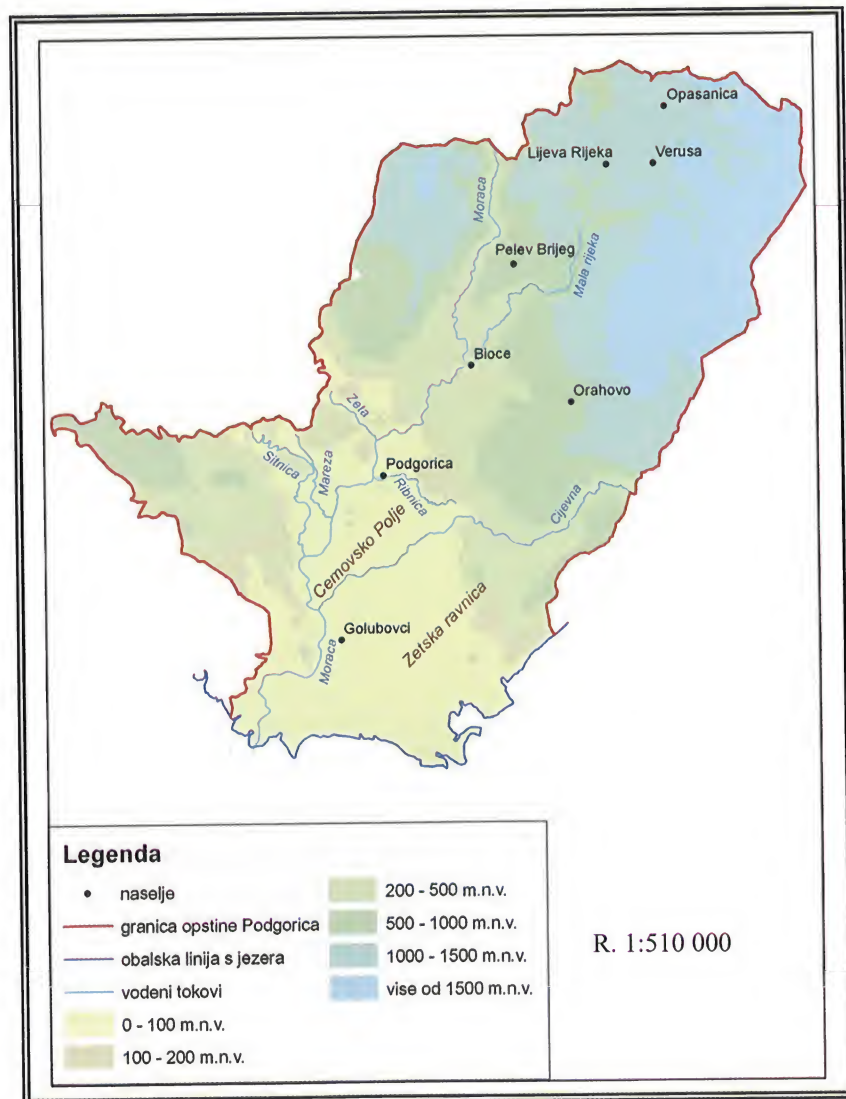 Opasanica
Lijeva Rijeka
Verusa
Moraca
Pelev Brijeg
Mala rijeka
Bioce
Orahovo
Zeta
Sitnica
Mareza
Podgorica
Ribnica
Cijevna
Cemovsko Polje
Zetska ravnica
Golubovci
Moraca
Legenda
naselje
granica opstine Podgorica
obalska linija s jezera
vodeni tokovi
0 - 100 m.n.v.
100 - 200 m.n.v.
200 - 500 m.n.v.
500 - 1000 m.n.v.
1000 - 1500 m.n.v.
vise od 1500 m.n.v.
R. 1:510 000